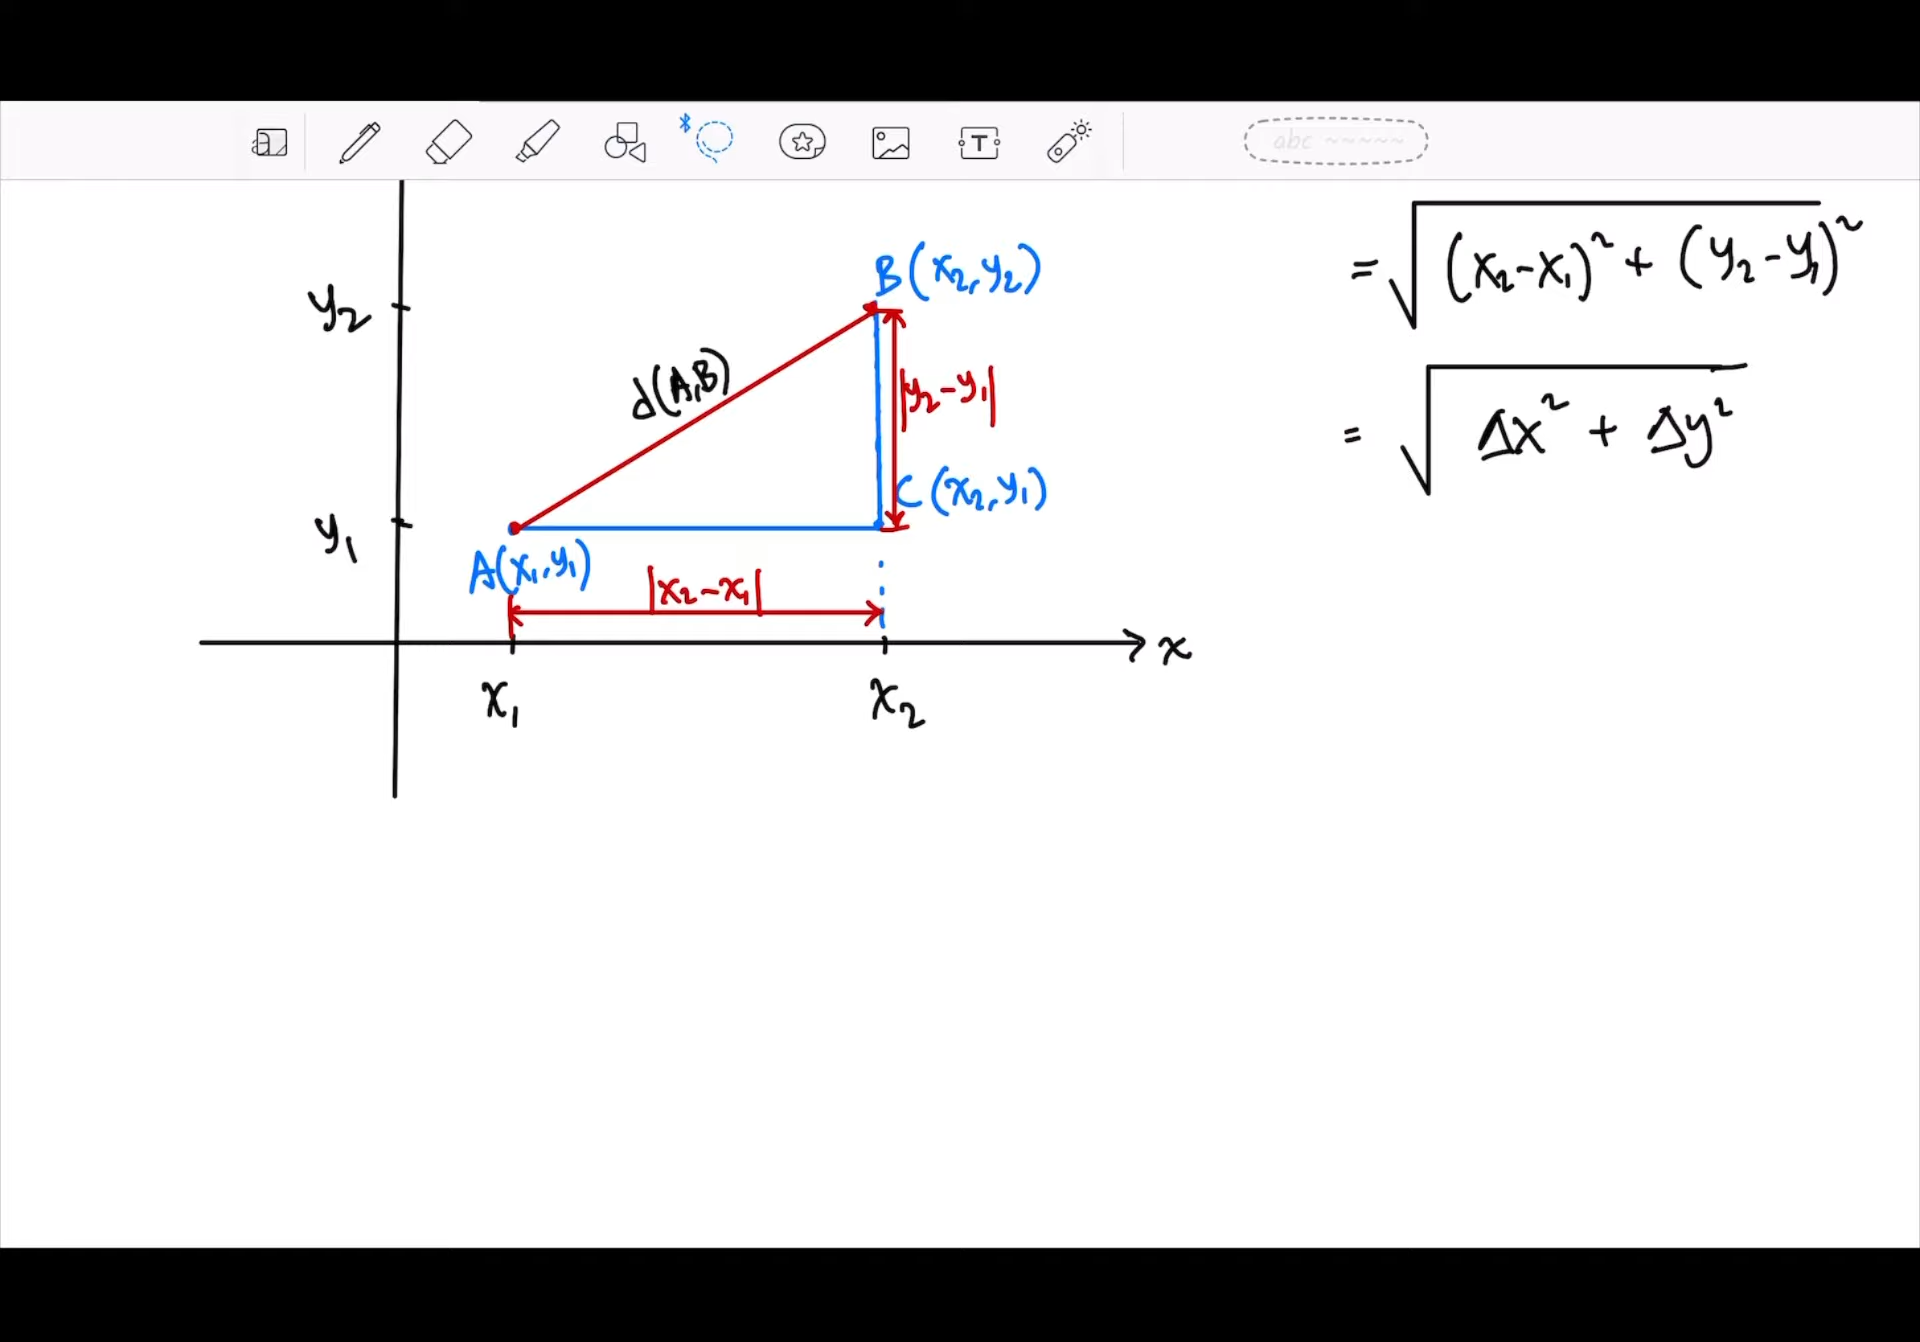 abc ~~~~~
= √((x₂-x₁)² + (y₂-y₁)²)
B(x₂,y₂)
y₂
d(A,B)
|y₂-y₁|
= √(Δx² + Δy²)
C(x₂,y₁)
y₁
A(x₁,y₁)
|x₂-x₁|
x
x₁
x₂